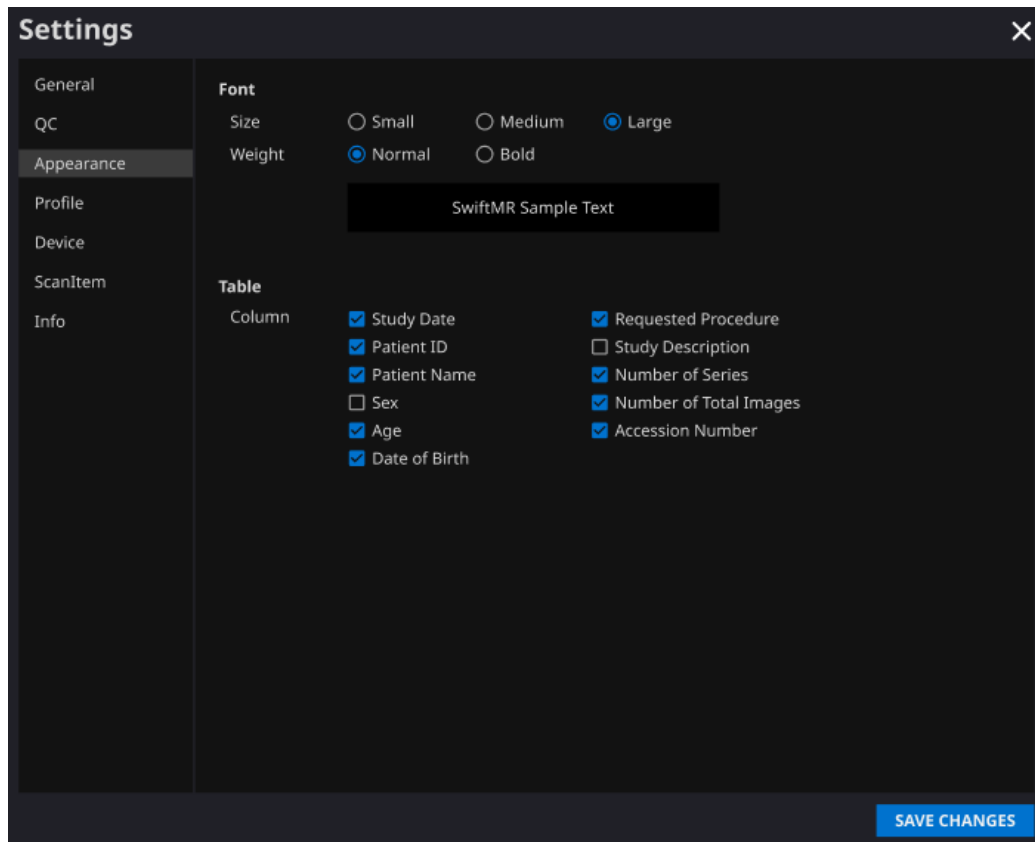 Settings
General
QC
Appearance
Profile
Device
ScanItem
Info
Font
Size Small Medium Large
Weight Normal Bold
SwiftMR Sample Text
Table
Column
Study Date
Patient ID
Patient Name
Sex
Age
Date of Birth
Requested Procedure
Study Description
Number of Series
Number of Total Images
Accession Number
SAVE CHANGES